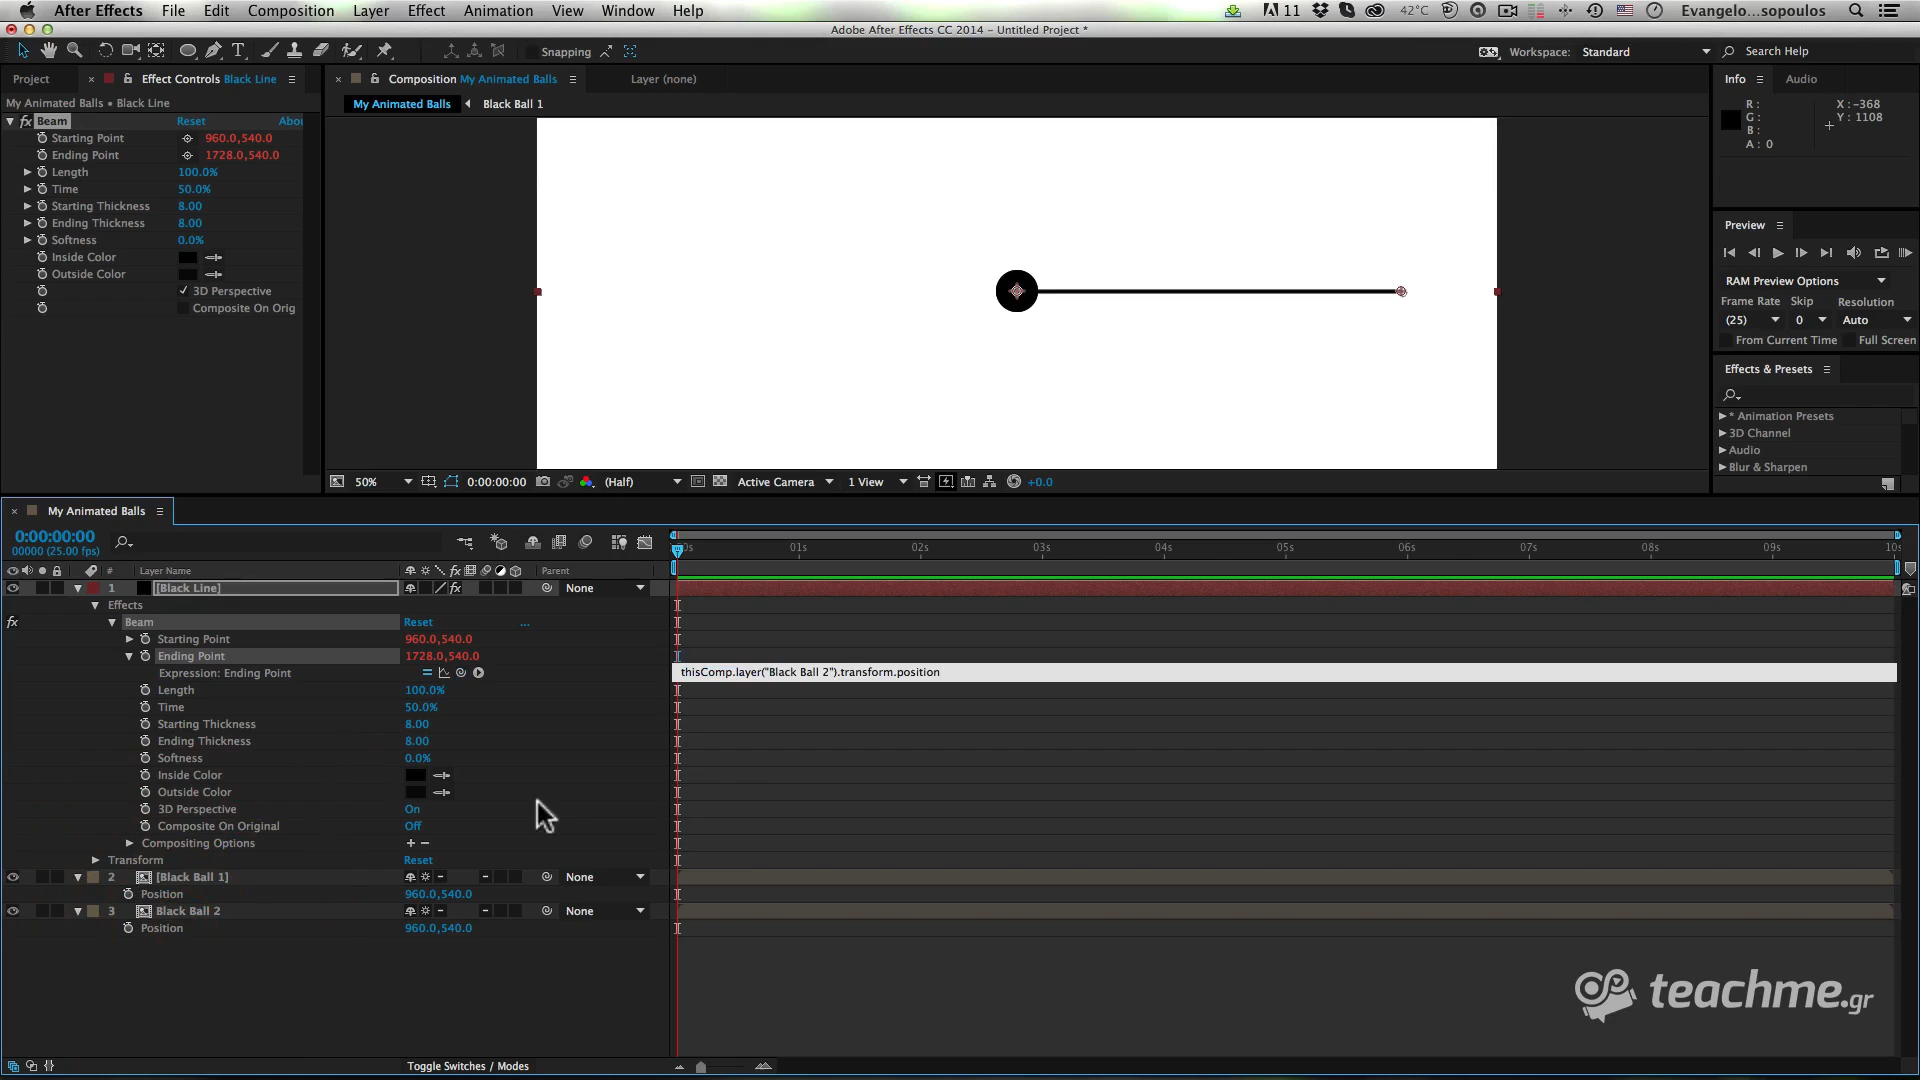 After Effects File Edit Composition Layer Effect Animation View Window Help 11 42°C Evangelo...sopoulos
Adobe After Effects CC 2014 - Untitled Project *
Snapping Workspace: Standard Search Help
Project × Effect Controls Black Line
My Animated Balls • Black Line
fx Beam Reset Abou
Starting Point 960.0,540.0
Ending Point 1728.0,540.0
Length 100.0%
Time 50.0%
Starting Thickness 8.00
Ending Thickness 8.00
Softness 0.0%
Inside Color
Outside Color
3D Perspective
Composite On Orig
× Composition My Animated Balls Layer (none)
My Animated Balls Black Ball 1
50% 0:00:00:00 (Half) Active Camera 1 View +0.0
Info Audio
R: X: -368
G: Y: 1108
B:
A: 0
Preview
RAM Preview Options
Frame Rate Skip Resolution
(25) 0 Auto
From Current Time Full Screen
Effects & Presets
* Animation Presets
3D Channel
Audio
Blur & Sharpen
× My Animated Balls
0:00:00:00
00000 (25.00 fps)
01s 02s 03s 04s 05s 06s 07s 08s 09s
# Layer Name fx Parent
1 [Black Line] fx None
Effects
fx Beam Reset ...
Starting Point 960.0,540.0
Ending Point 1728.0,540.0
Expression: Ending Point thisComp.layer("Black Ball 2").transform.position
Length 100.0%
Time 50.0%
Starting Thickness 8.00
Ending Thickness 8.00
Softness 0.0%
Inside Color
Outside Color
3D Perspective On
Composite On Original Off
Compositing Options + −
Transform Reset
2 [Black Ball 1] None
Position 960.0,540.0
3 Black Ball 2 None
Position 960.0,540.0
teachme.gr
Toggle Switches / Modes